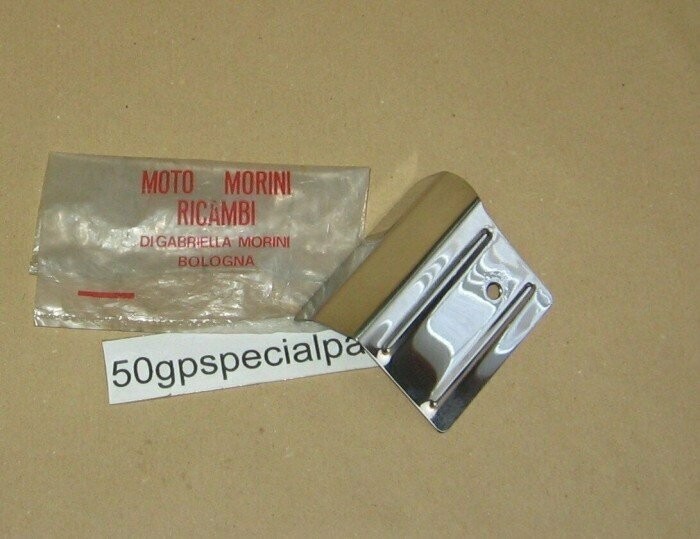 MOTO MORINI
RICAMBI
DI GABRIELLA MORINI
BOLOGNA
50gpspecialpa